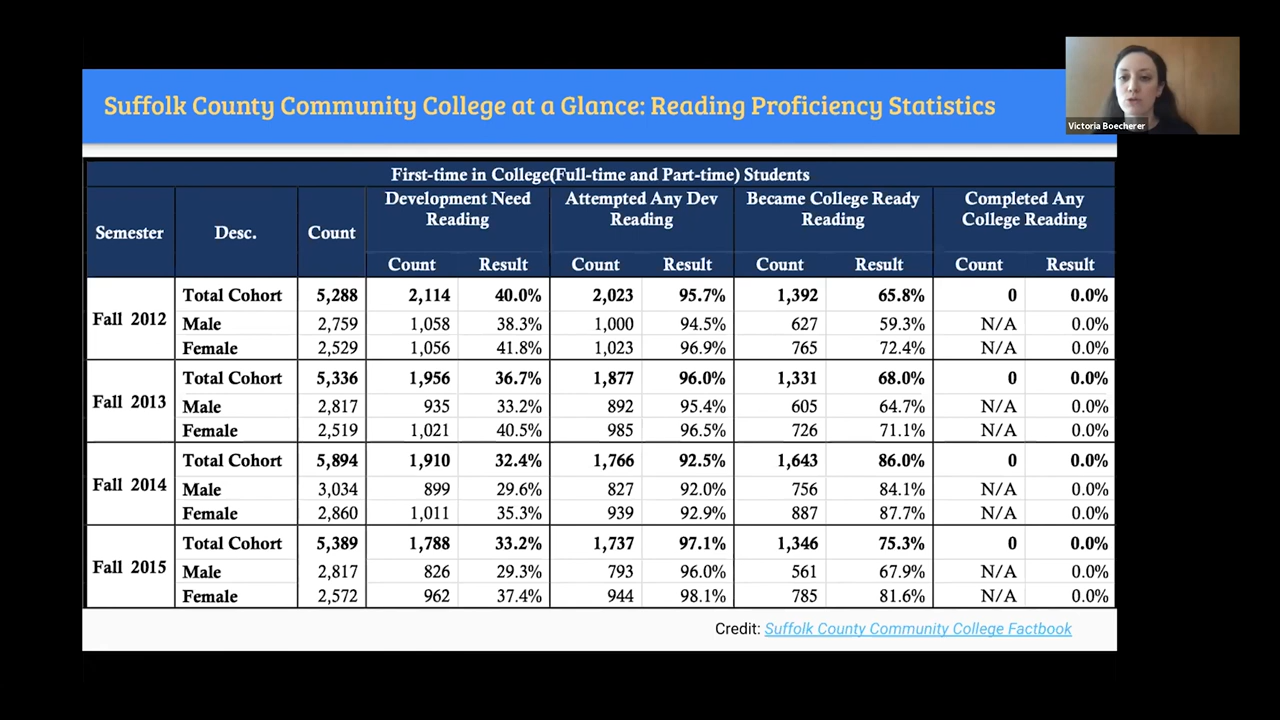 Suffolk County Community College at a Glance: Reading Proficiency Statistics
Victoria Boecherer
First-time in College(Full-time and Part-time) Students
Semester Desc. Count Development Need Reading Attempted Any Dev Reading Became College Ready Reading Completed Any College Reading
Count Result Count Result Count Result Count Result
Fall 2012
Total Cohort 5,288 2,114 40.0% 2,023 95.7% 1,392 65.8% 0 0.0%
Male 2,759 1,058 38.3% 1,000 94.5% 627 59.3% N/A 0.0%
Female 2,529 1,056 41.8% 1,023 96.9% 765 72.4% N/A 0.0%
Fall 2013
Total Cohort 5,336 1,956 36.7% 1,877 96.0% 1,331 68.0% 0 0.0%
Male 2,817 935 33.2% 892 95.4% 605 64.7% N/A 0.0%
Female 2,519 1,021 40.5% 985 96.5% 726 71.1% N/A 0.0%
Fall 2014
Total Cohort 5,894 1,910 32.4% 1,766 92.5% 1,643 86.0% 0 0.0%
Male 3,034 899 29.6% 827 92.0% 756 84.1% N/A 0.0%
Female 2,860 1,011 35.3% 939 92.9% 887 87.7% N/A 0.0%
Fall 2015
Total Cohort 5,389 1,788 33.2% 1,737 97.1% 1,346 75.3% 0 0.0%
Male 2,817 826 29.3% 793 96.0% 561 67.9% N/A 0.0%
Female 2,572 962 37.4% 944 98.1% 785 81.6% N/A 0.0%
Credit: Suffolk County Community College Factbook